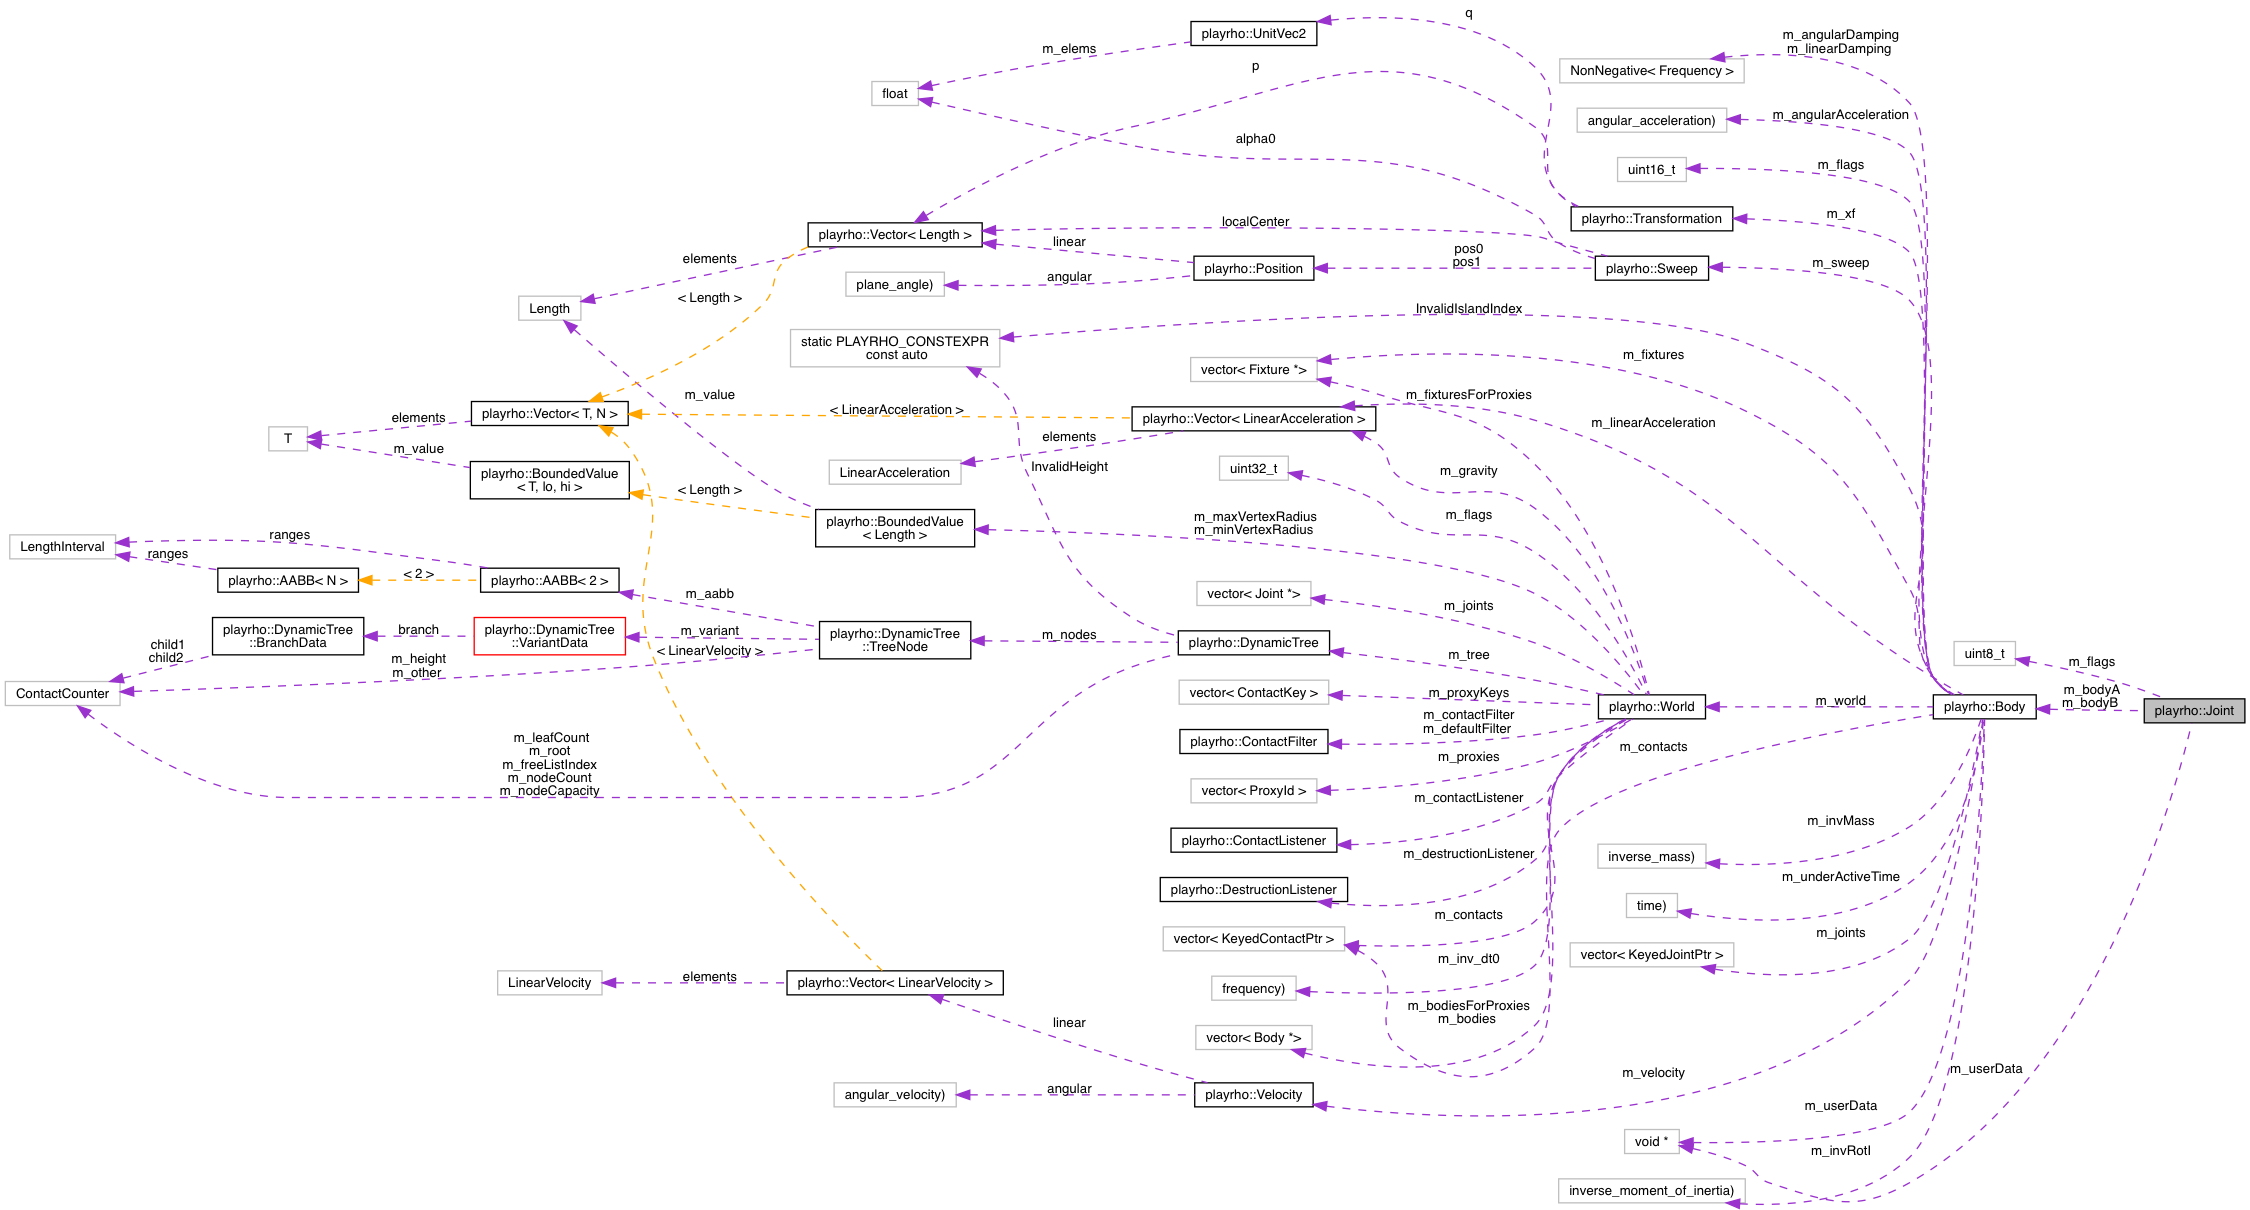 q
playrho::UnitVec2
m_angularDamping
m_linearDamping
m_elems
p
NonNegative< Frequency >
float
angular_acceleration)
m_angularAcceleration
alpha0
uint16_t
m_flags
playrho::Vector< Length >
localCenter
playrho::Transformation
m_xf
linear
elements
playrho::Position
pos0
pos1
playrho::Sweep
m_sweep
plane_angle)
angular
Length
< Length >
InvalidIslandIndex
static PLAYRHO_CONSTEXPR
const auto
vector< Fixture *>
m_fixtures
m_value
m_fixturesForProxies
playrho::Vector< T, N >
< LinearAcceleration >
playrho::Vector< LinearAcceleration >
m_linearAcceleration
elements
T
m_value
elements
InvalidHeight
LinearAcceleration
uint32_t
m_gravity
playrho::BoundedValue
< T, lo, hi >
< Length >
playrho::BoundedValue
< Length >
m_maxVertexRadius
m_minVertexRadius
m_flags
LengthInterval
ranges
ranges
playrho::AABB< N >
< 2 >
playrho::AABB< 2 >
m_aabb
vector< Joint *>
m_joints
playrho::DynamicTree
::BranchData
branch
playrho::DynamicTree
::VariantData
m_variant
playrho::DynamicTree
::TreeNode
m_nodes
playrho::DynamicTree
m_tree
child1
child2
< LinearVelocity >
m_height
m_other
ContactCounter
uint8_t
m_flags
vector< ContactKey >
m_proxyKeys
playrho::World
m_world
playrho::Body
m_bodyA
m_bodyB
playrho::Joint
m_contactFilter
m_defaultFilter
playrho::ContactFilter
m_leafCount
m_root
m_freeListIndex
m_nodeCount
m_nodeCapacity
m_proxies
m_contacts
vector< ProxyId >
m_contactListener
playrho::ContactListener
m_invMass
inverse_mass)
m_destructionListener
playrho::DestructionListener
m_underActiveTime
time)
m_contacts
vector< KeyedContactPtr >
m_joints
vector< KeyedJointPtr >
m_inv_dt0
frequency)
LinearVelocity
elements
playrho::Vector< LinearVelocity >
m_bodiesForProxies
m_bodies
linear
vector< Body *>
m_velocity
m_userData
angular_velocity)
angular
playrho::Velocity
m_userData
void *
m_invRotI
inverse_moment_of_inertia)